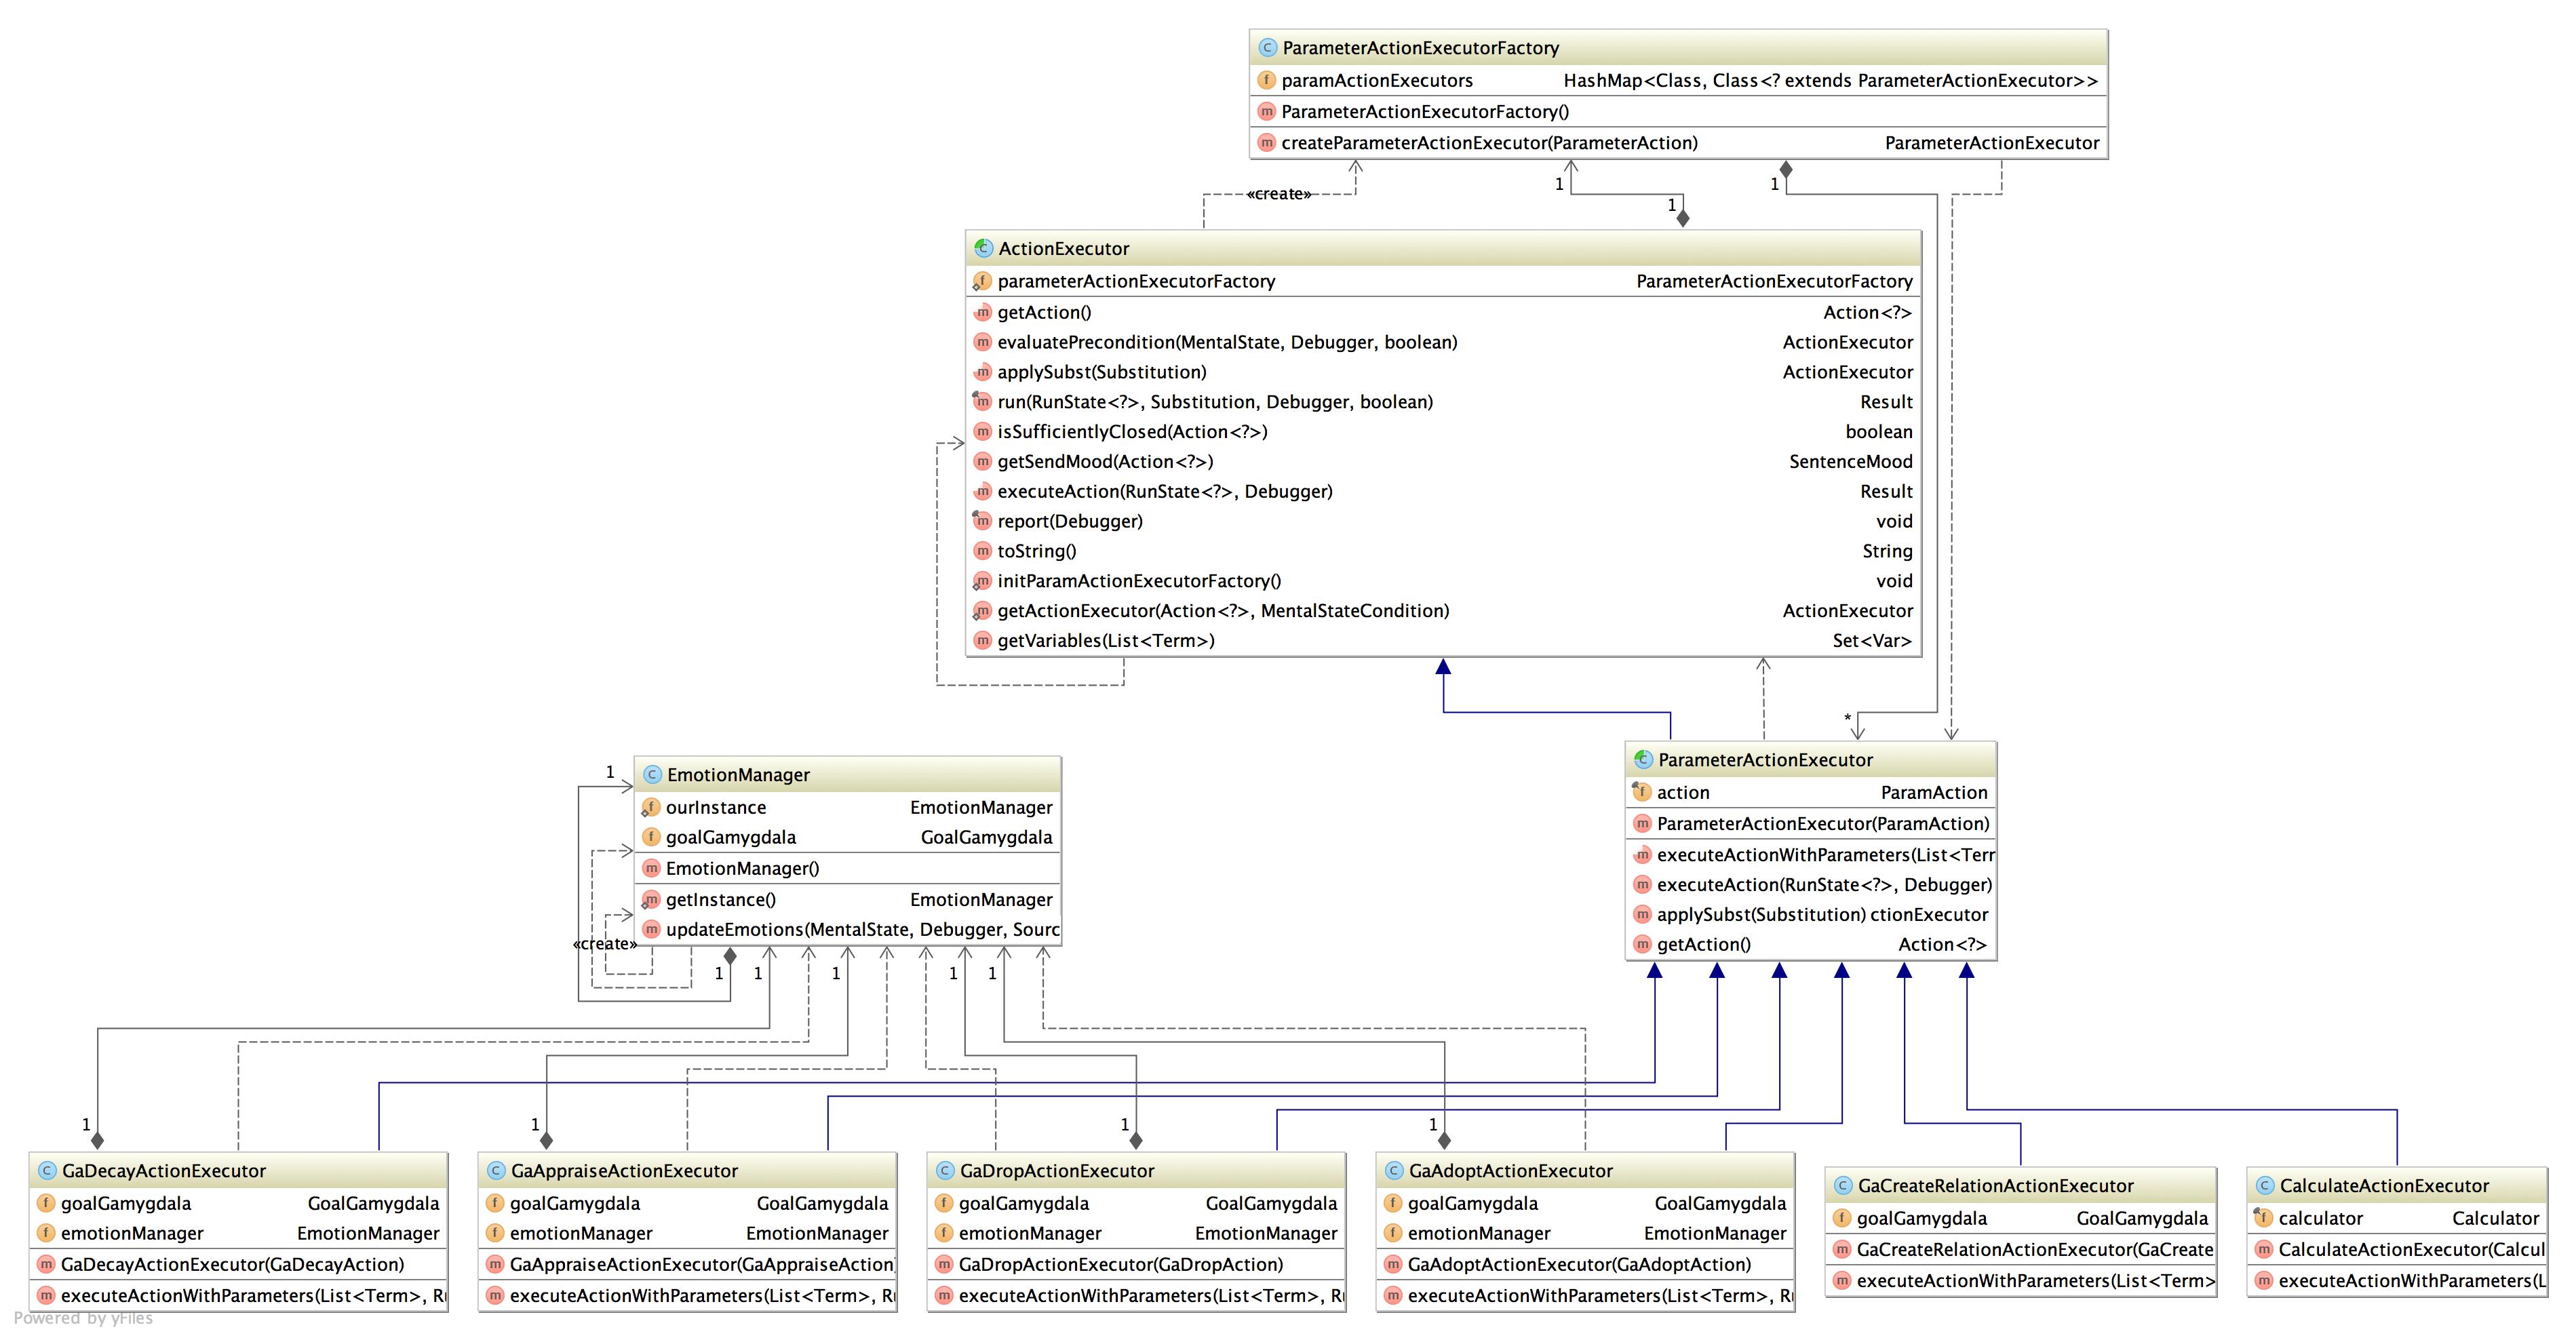 ParameterActionExecutorFactory
paramActionExecutors HashMap<Class, Class<? extends ParameterActionExecutor>>
ParameterActionExecutorFactory()
createParameterActionExecutor(ParameterAction) ParameterActionExecutor
«create»
1
1
1
ActionExecutor
parameterActionExecutorFactory ParameterActionExecutorFactory
getAction() Action<?>
evaluatePrecondition(MentalState, Debugger, boolean) ActionExecutor
applySubst(Substitution) ActionExecutor
run(RunState<?>, Substitution, Debugger, boolean) Result
isSufficientlyClosed(Action<?>) boolean
getSendMood(Action<?>) SentenceMood
executeAction(RunState<?>, Debugger) Result
report(Debugger) void
toString() String
initParamActionExecutorFactory() void
getActionExecutor(Action<?>, MentalStateCondition) ActionExecutor
getVariables(List<Term>) Set<Var>
*
ParameterActionExecutor
action ParamAction
ParameterActionExecutor(ParamAction)
executeActionWithParameters(List<Terr
executeAction(RunState<?>, Debugger)
applySubst(Substitution) ctionExecutor
getAction() Action<?>
1
EmotionManager
ourInstance EmotionManager
goalGamygdala GoalGamygdala
EmotionManager()
getInstance() EmotionManager
updateEmotions(MentalState, Debugger, Sourc
«create»
1 1 1 1 1
1 1 1 1
GaDecayActionExecutor
goalGamygdala GoalGamygdala
emotionManager EmotionManager
GaDecayActionExecutor(GaDecayAction)
executeActionWithParameters(List<Term>, Ru
GaAppraiseActionExecutor
goalGamygdala GoalGamygdala
emotionManager EmotionManager
GaAppraiseActionExecutor(GaAppraiseAction)
executeActionWithParameters(List<Term>, Ru
GaDropActionExecutor
goalGamygdala GoalGamygdala
emotionManager EmotionManager
GaDropActionExecutor(GaDropAction)
executeActionWithParameters(List<Term>, Ru
GaAdoptActionExecutor
goalGamygdala GoalGamygdala
emotionManager EmotionManager
GaAdoptActionExecutor(GaAdoptAction)
executeActionWithParameters(List<Term>, Ru
GaCreateRelationActionExecutor
goalGamygdala GoalGamygdala
GaCreateRelationActionExecutor(GaCreate
executeActionWithParameters(List<Term>
CalculateActionExecutor
calculator Calculator
CalculateActionExecutor(Calcul
executeActionWithParameters(L
Powered by yFiles